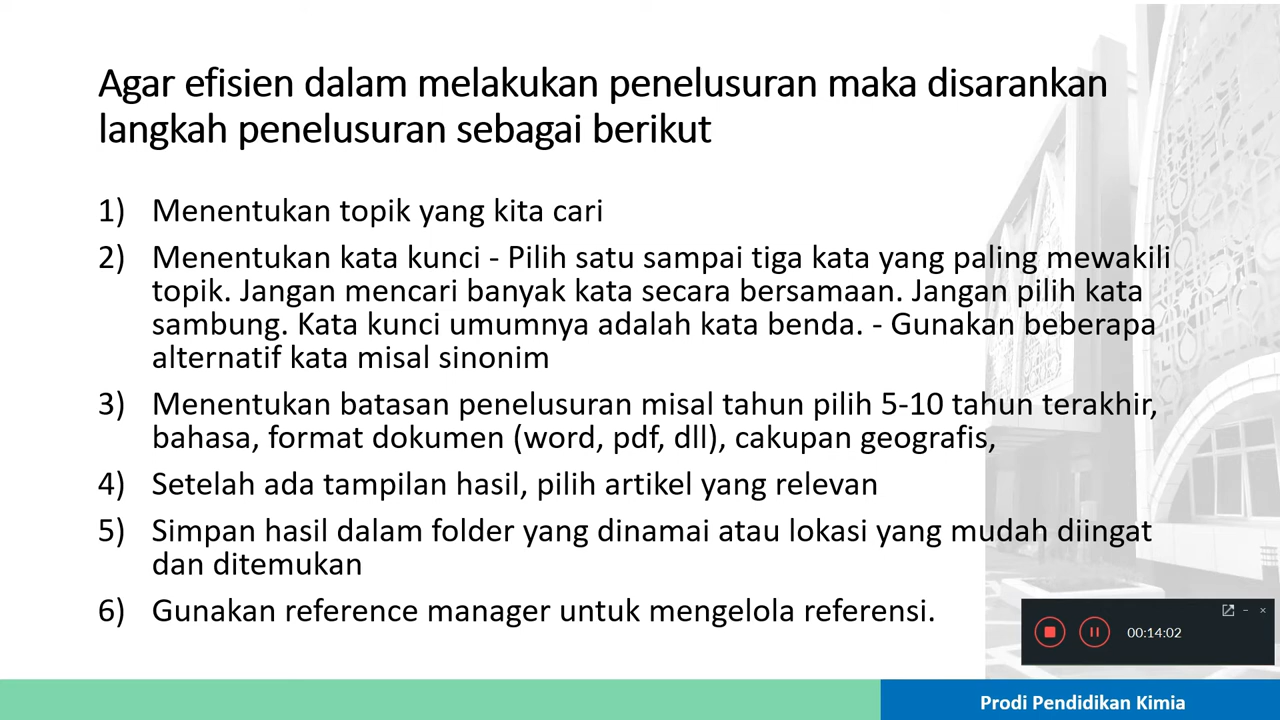 Agar efisien dalam melakukan penelusuran maka disarankan
langkah penelusuran sebagai berikut
1) Menentukan topik yang kita cari
2) Menentukan kata kunci - Pilih satu sampai tiga kata yang paling mewakili
topik. Jangan mencari banyak kata secara bersamaan. Jangan pilih kata
sambung. Kata kunci umumnya adalah kata benda. - Gunakan beberapa
alternatif kata misal sinonim
3) Menentukan batasan penelusuran misal tahun pilih 5-10 tahun terakhir,
bahasa, format dokumen (word, pdf, dll), cakupan geografis,
4) Setelah ada tampilan hasil, pilih artikel yang relevan
5) Simpan hasil dalam folder yang dinamai atau lokasi yang mudah diingat
dan ditemukan
6) Gunakan reference manager untuk mengelola referensi.
00:14:02
Prodi Pendidikan Kimia